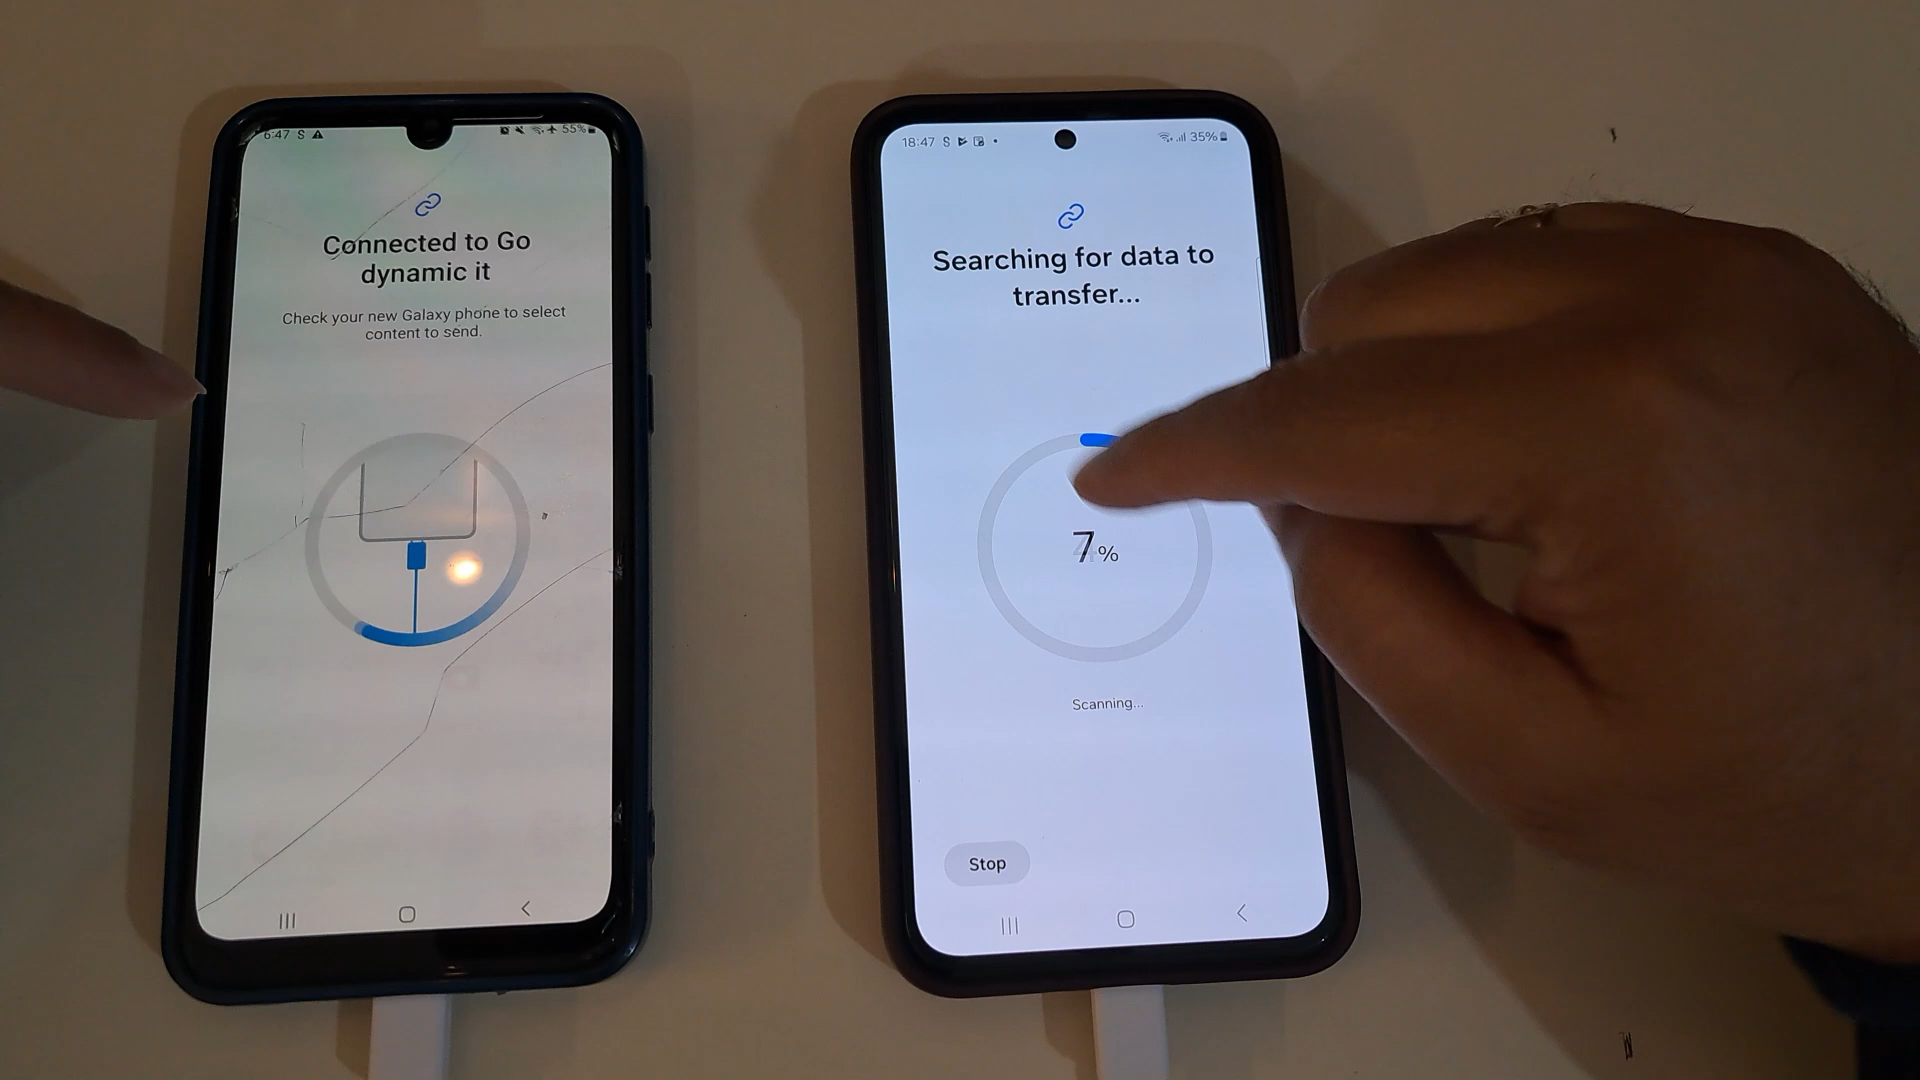 6:47 S 55%
Connected to Go
dynamic it
Check your new Galaxy phone to select
content to send.
18:47 S 35%
Searching for data to
transfer...
7%
Scanning...
Stop